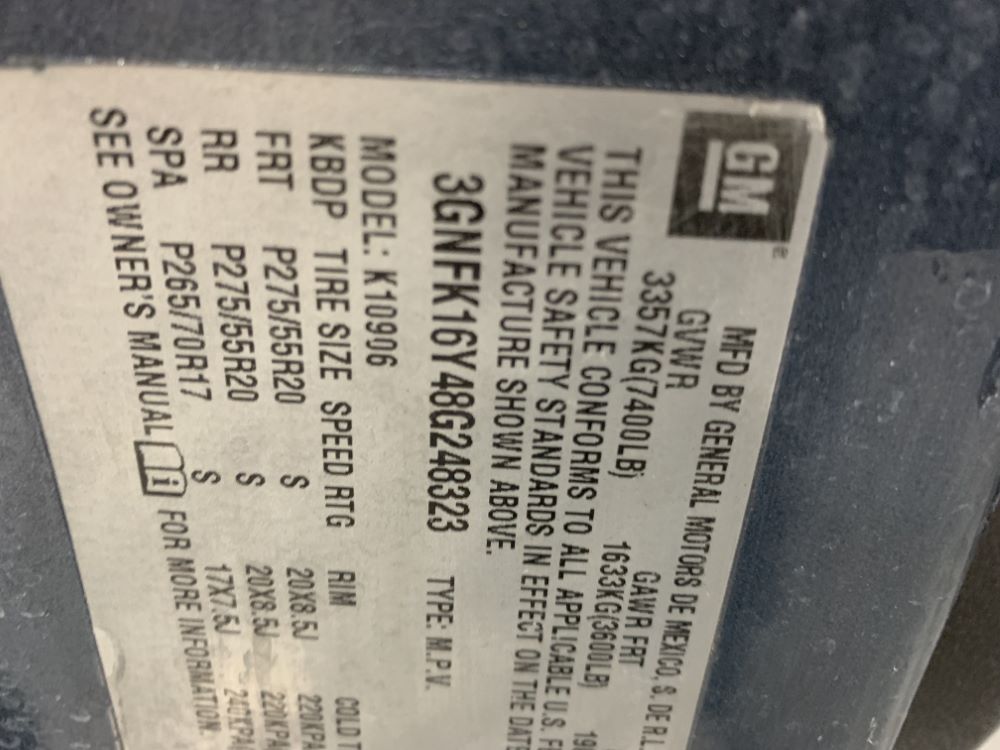 GM
MFD BY GENERAL MOTORS DE MEXICO, S. DE R.L.
GVWR GAWR FRT
3357KG(7400LB) 1633KG(3600LB)
THIS VEHICLE CONFORMS TO ALL APPLICABLE U.S.
VEHICLE SAFETY STANDARDS IN EFFECT ON THE DATE
MANUFACTURE SHOWN ABOVE.
3GNFK16Y48G248323 TYPE: M.P.V.
MODEL: K10906
KBDP TIRE SIZE SPEED RTG RIM COLD T
FRT P275/55R20 S 20X8.5J 220KPA
RR P275/55R20 S 20X8.5J 220KPA
SPA P265/70R17 S 17X7.5J 240KPA
SEE OWNER'S MANUAL i FOR MORE INFORMATION.